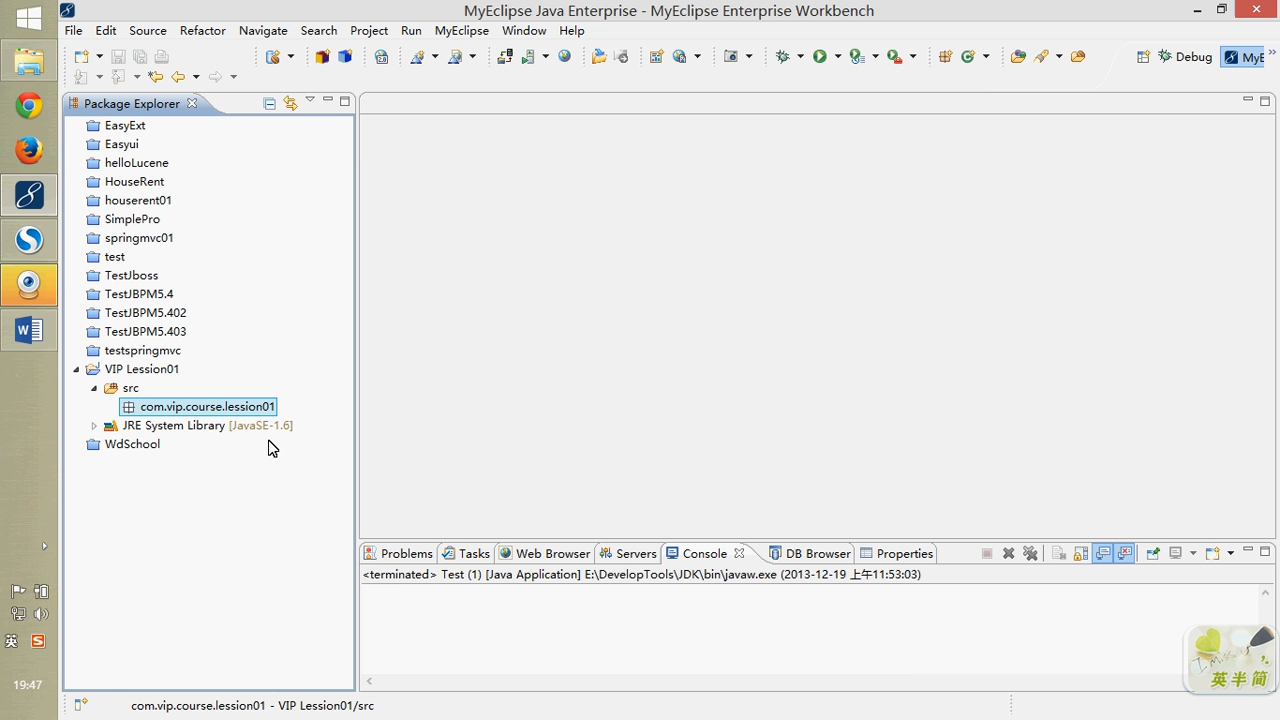 MyEclipse Java Enterprise - MyEclipse Enterprise Workbench
File Edit Source Refactor Navigate Search Project Run MyEclipse Window Help
Debug MyE
Package Explorer
EasyExt
Easyui
helloLucene
HouseRent
houserent01
SimplePro
springmvc01
test
TestJboss
TestJBPM5.4
TestJBPM5.402
TestJBPM5.403
testspringmvc
VIP Lession01
src
com.vip.course.lession01
JRE System Library [JavaSE-1.6]
WdSchool
Problems Tasks Web Browser Servers Console DB Browser Properties
<terminated> Test (1) [Java Application] E:\DevelopTools\JDK\bin\javaw.exe (2013-12-19 上午11:53:03)
英
19:47
英半简
com.vip.course.lession01 - VIP Lession01/src